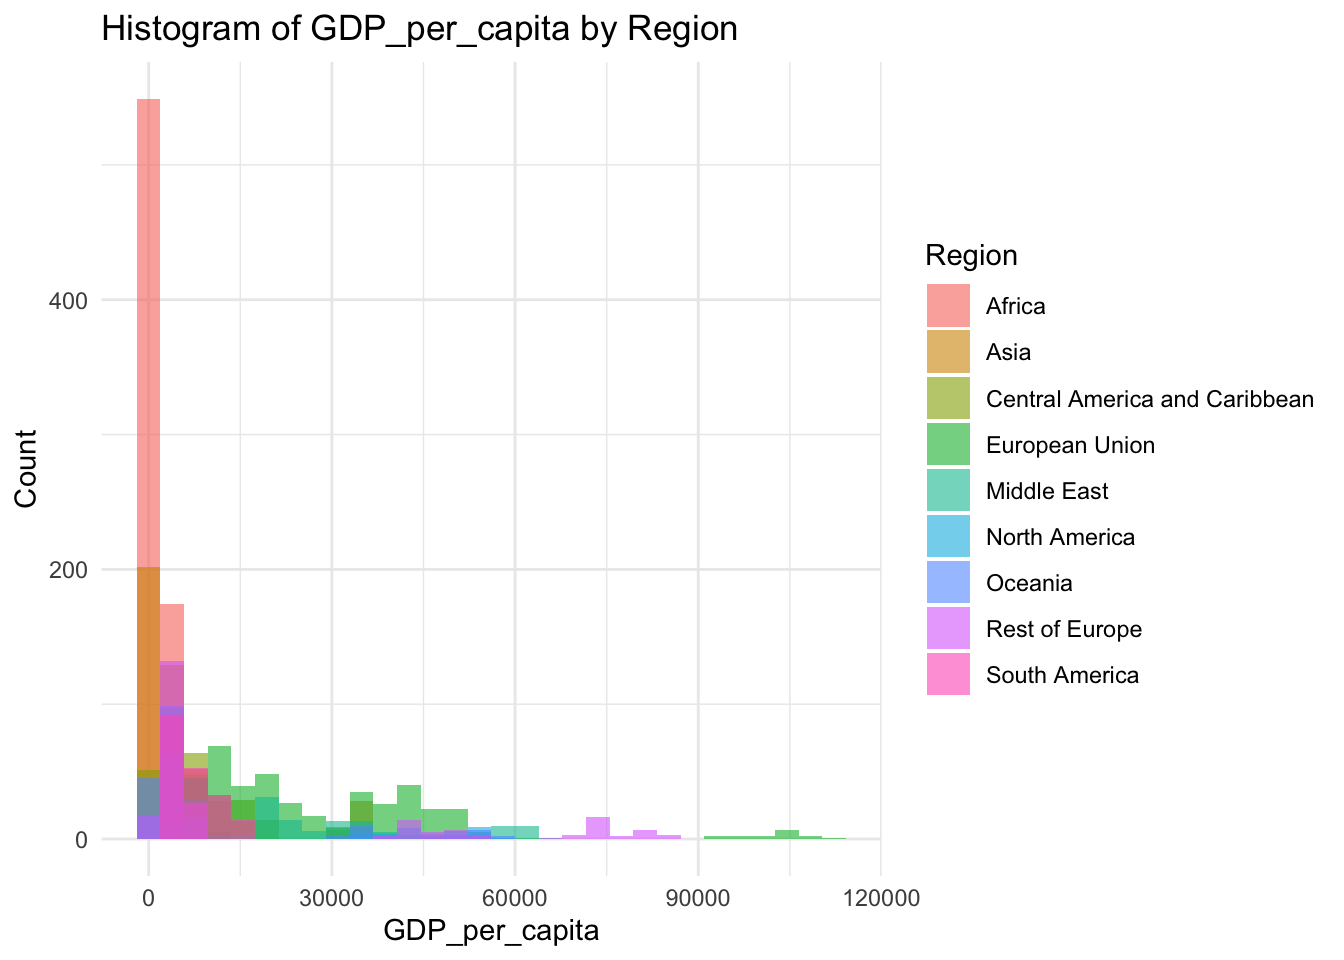 Histogram of GDP_per_capita by Region
Count
400
200
0
0
30000
60000
90000
120000
GDP_per_capita
Region
Africa
Asia
Central America and Caribbean
European Union
Middle East
North America
Oceania
Rest of Europe
South America